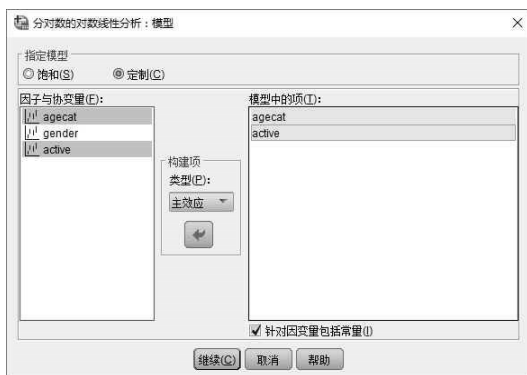 分对数的对数线性分析：模型
指定模型
饱和(S) 定制(C)
因子与协变量(F):
agecat
gender
active
构建项
类型(P):
主效应
模型中的项(T):
agecat
active
针对因变量包括常量(I)
继续(C) 取消 帮助